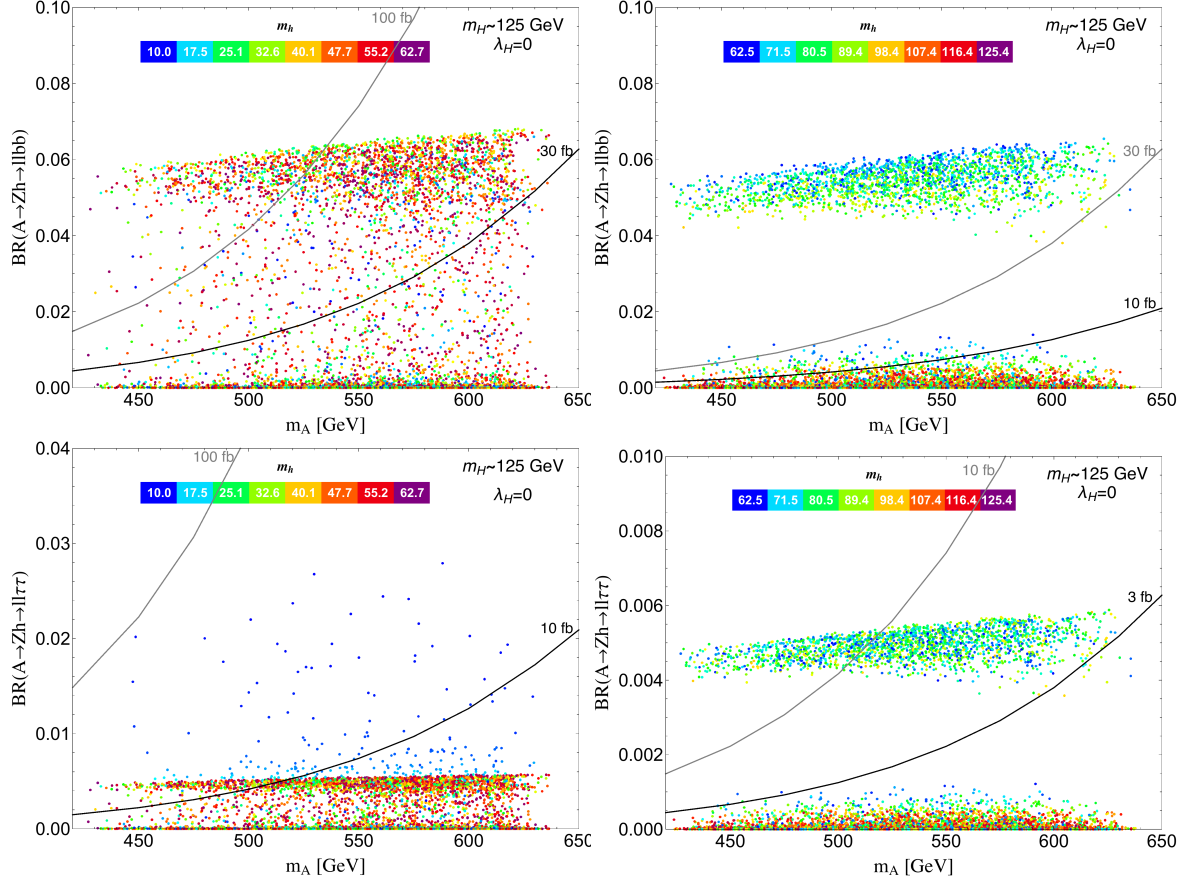 0.10
0.08
0.06
0.04
0.02
0.00
BR(A→Zh→llbb)
100 fb
m_h
10.0 17.5 25.1 32.6 40.1 47.7 55.2 62.7
m_H~125 GeV
λ_H=0
30 fb
450 500 550 600 650
m_A [GeV]
0.10
0.08
0.06
0.04
0.02
0.00
BR(A→Zh→llbb)
m_h
62.5 71.5 80.5 89.4 98.4 107.4 116.4 125.4
m_H~125 GeV
λ_H=0
30 fb
10 fb
450 500 550 600 650
m_A [GeV]
0.04
0.03
0.02
0.01
0.00
BR(A→Zh→llττ)
100 fb
m_h
10.0 17.5 25.1 32.6 40.1 47.7 55.2 62.7
m_H~125 GeV
λ_H=0
10 fb
450 500 550 600 650
m_A [GeV]
0.010
0.008
0.006
0.004
0.002
0.000
BR(A→Zh→llττ)
10 fb
m_h
62.5 71.5 80.5 89.4 98.4 107.4 116.4 125.4
m_H~125 GeV
λ_H=0
3 fb
450 500 550 600 650
m_A [GeV]